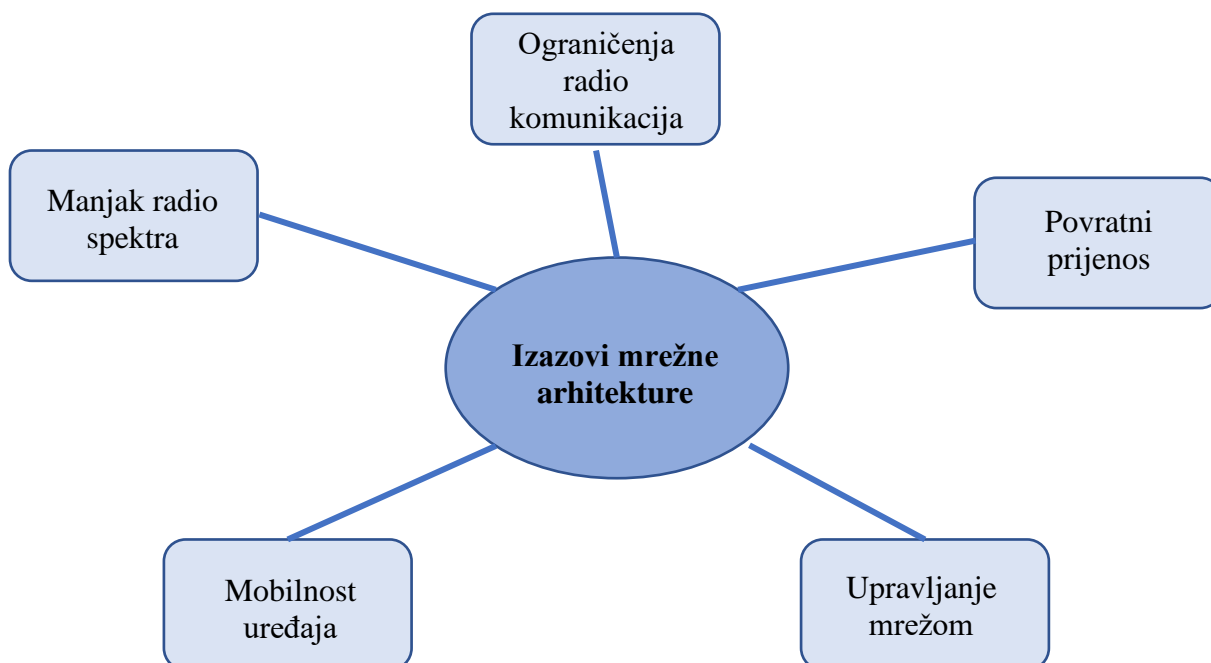 Ograničenja
radio
komunikacija
Manjak radio
spektra
Povratni
prijenos
Izazovi mrežne
arhitekture
Mobilnost
uređaja
Upravljanje
mrežom